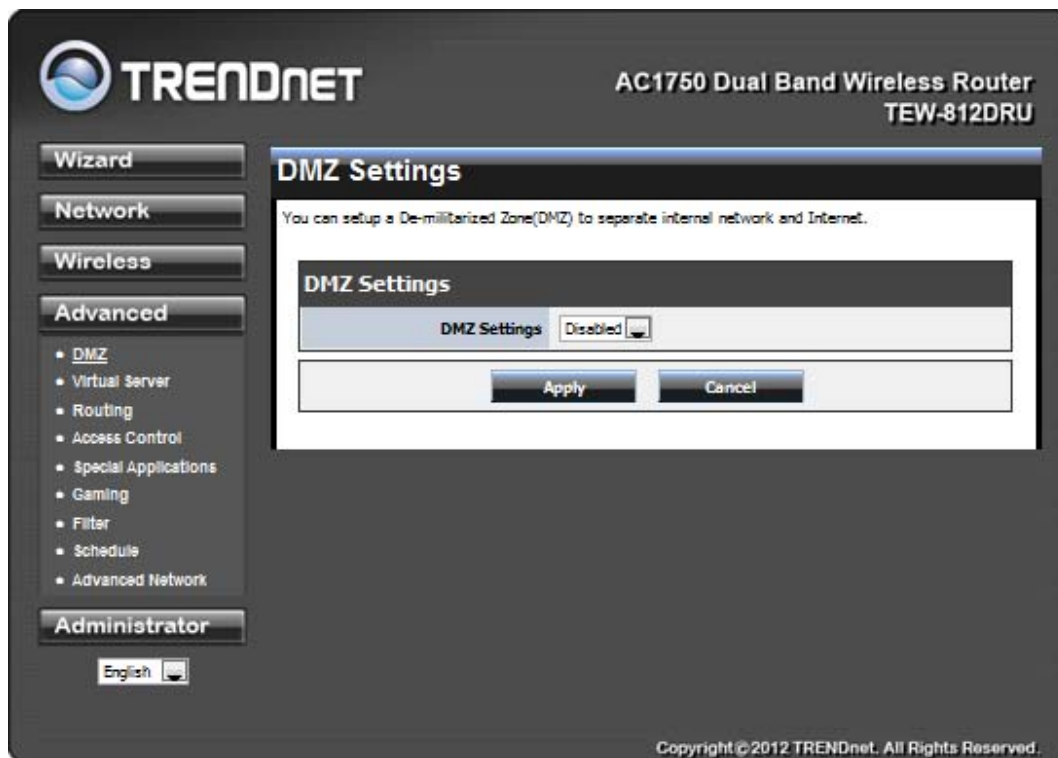 TRENDNET
AC1750 Dual Band Wireless Router
TEW-812DRU
Wizard
Network
Wireless
Advanced
• DMZ
• Virtual Server
• Routing
• Access Control
• Special Applications
• Gaming
• Filter
• Schedule
• Advanced Network
Administrator
English
DMZ Settings
You can setup a De-militarized Zone(DMZ) to separate internal network and Internet.
DMZ Settings
DMZ Settings Disabled
Apply Cancel
Copyright©2012 TRENDnet. All Rights Reserved.